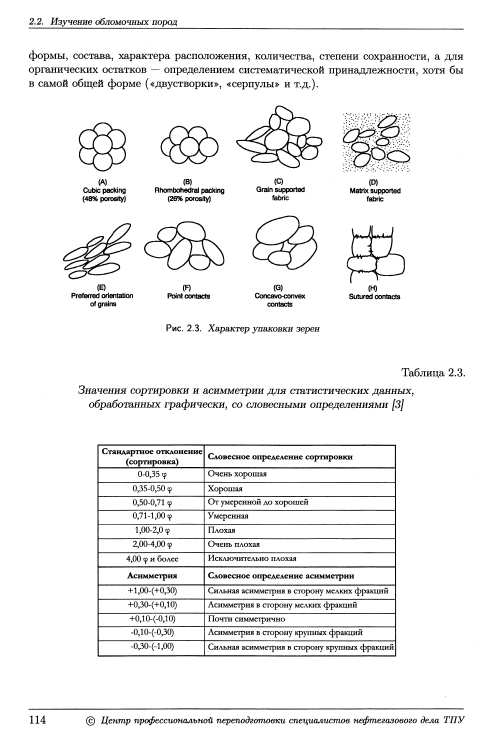 2.2. Изучение обломочных пород
формы, состава, характера расположения, количества, степени сохранности, а для
органических остатков — определением систематической принадлежности, хотя бы
в самой общей форме («двустворки», «серпулы» и т.д.).
(A)
Cubic packing
(48% porosity)
(B)
Rhombohedral packing
(26% porosity)
(C)
Grain supported
fabric
(D)
Matrix supported
fabric
(E)
Preferred orientation
of grains
(F)
Point contacts
(G)
Concavo-convex
contacts
(H)
Sutured contacts
Рис. 2.3. Характер упаковки зерен
Таблица 2.3.
Значения сортировки и асимметрии для статистических данных,
обработанных графически, со словесными определениями [3]
Стандартное отклонение
(сортировка)
Словесное определение сортировки
0-0,35 φ Очень хорошая
0,35-0,50 φ Хорошая
0,50-0,71 φ От умеренной до хорошей
0,71-1,00 φ Умеренная
1,00-2,0 φ Плохая
2,00-4,00 φ Очень плохая
4,00 φ и более Исключительно плохая
Асимметрия Словесное определение асимметрии
+1,00-(+0,30) Сильная асимметрия в сторону мелких фракций
+0,30-(+0,10) Асимметрия в сторону мелких фракций
+0,10-(-0,10) Почти симметрично
-0,10-(-0,30) Асимметрия в сторону крупных фракций
-0,30-(-1,00) Сильная асимметрия в сторону крупных фракций
114 © Центр профессиональной переподготовки специалистов нефтегазового дела ТПУ